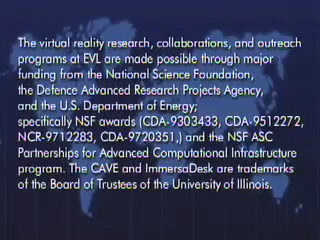 The virtual reality research, collaborations, and outreach
programs at EVL are made possible through major
funding from the National Science Foundation,
the Defence Advanced Research Projects Agency,
and the U.S. Department of Energy;
specifically NSF awards (CDA-9303433, CDA-9512272,
NCR-9712283, CDA-9720351,) and the NSF ASC
Partnerships for Advanced Computational Infrastructure
program. The CAVE and ImmersaDesk are trademarks
of the Board of Trustees of the University of Illinois.